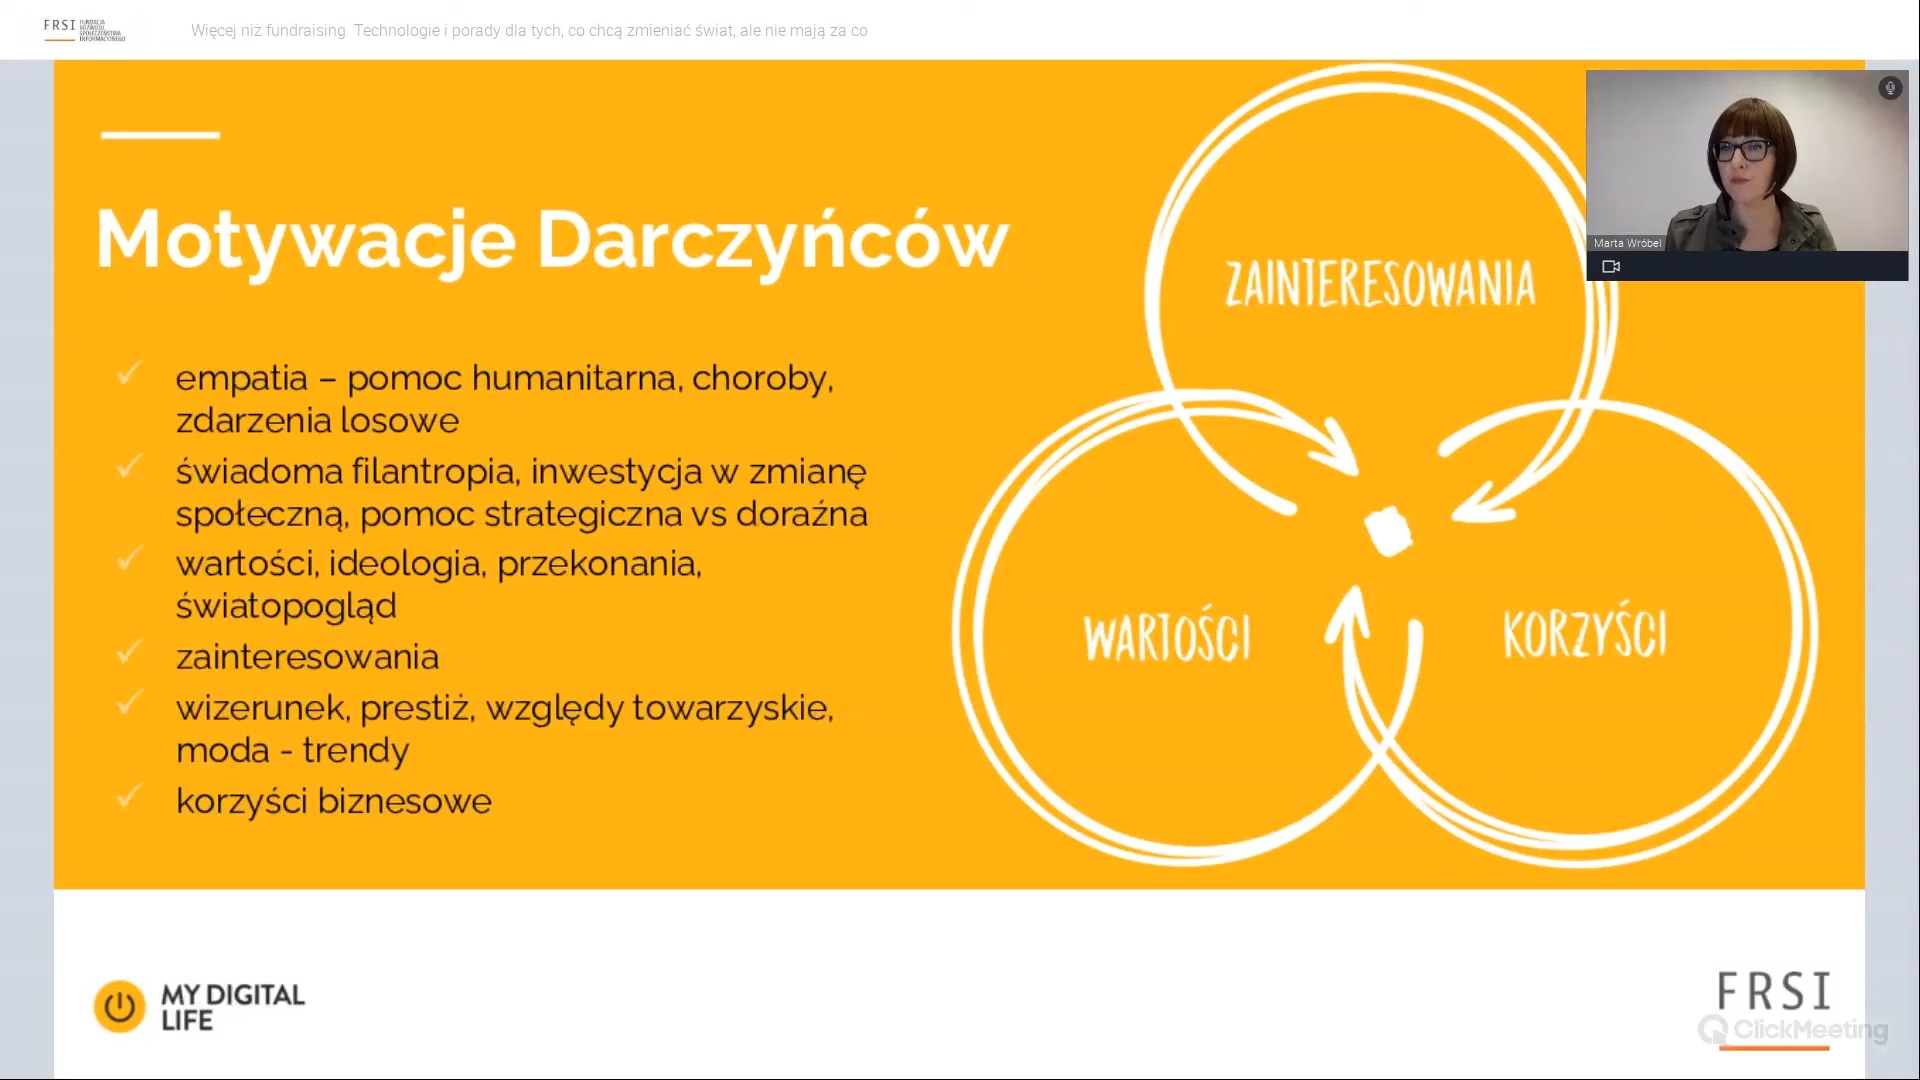 FRSI FUNDACJA
ROZWOJU
SPOŁECZEŃSTWA
INFORMACYJNEGO
Więcej niż fundraising. Technologie i porady dla tych, co chcą zmieniać świat, ale nie mają za co
Marta Wróbel
Motywacje Darczyńców
empatia – pomoc humanitarna, choroby,
zdarzenia losowe
świadoma filantropia, inwestycja w zmianę
społeczną, pomoc strategiczna vs doraźna
wartości, ideologia, przekonania,
światopogląd
zainteresowania
wizerunek, prestiż, względy towarzyskie,
moda - trendy
korzyści biznesowe
ZAINTERESOWANIA
WARTOŚCI
KORZYŚCI
MY DIGITAL
LIFE
FRSI
ClickMeeting